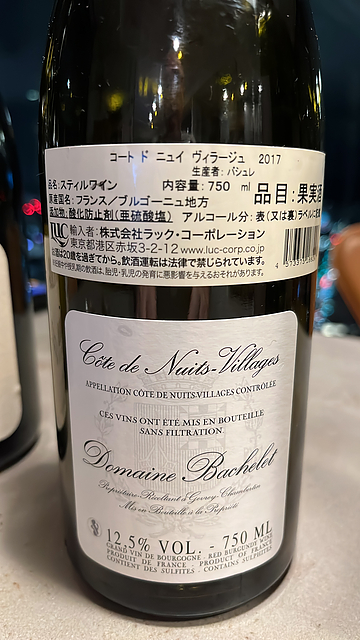 コート ド ニュイ ヴィラージュ 2017
生産者: バシュレ
品名:スティルワイン 内容量:750 ml 品目:果実酒
原産国名:フランス/ブルゴーニュ地方
添加物:酸化防止剤(亜硫酸塩) アルコール分:表(又は裏)ラベルに
LUC 輸入者:株式会社ラック・コーポレーション
東京都港区赤坂3-2-12 www.luc-corp.co.jp
お酒は20歳を過ぎてから。飲酒運転は法律で禁じられています。
妊娠中や授乳期の飲酒は、胎児・乳児の発育に悪影響を与えるおそれがあります。
Côte de Nuits-Villages
APPELLATION CÔTE DE NUITS-VILLAGES CONTRÔLÉE
CES VINS ONT ÉTÉ MIS EN BOUTEILLE
SANS FILTRATION
Domaine Bachelet
Propriétaire-Récoltant à Gevrey-Chambertin
Mis en Bouteille à la Propriété
12,5% VOL. - 750 ML
GRAND VIN DE BOURGOGNE - RED BURGUNDY WINE
PRODUIT DE FRANCE - PRODUCT OF FRANCE
CONTIENT DES SULFITES - CONTAINS SULPHITES